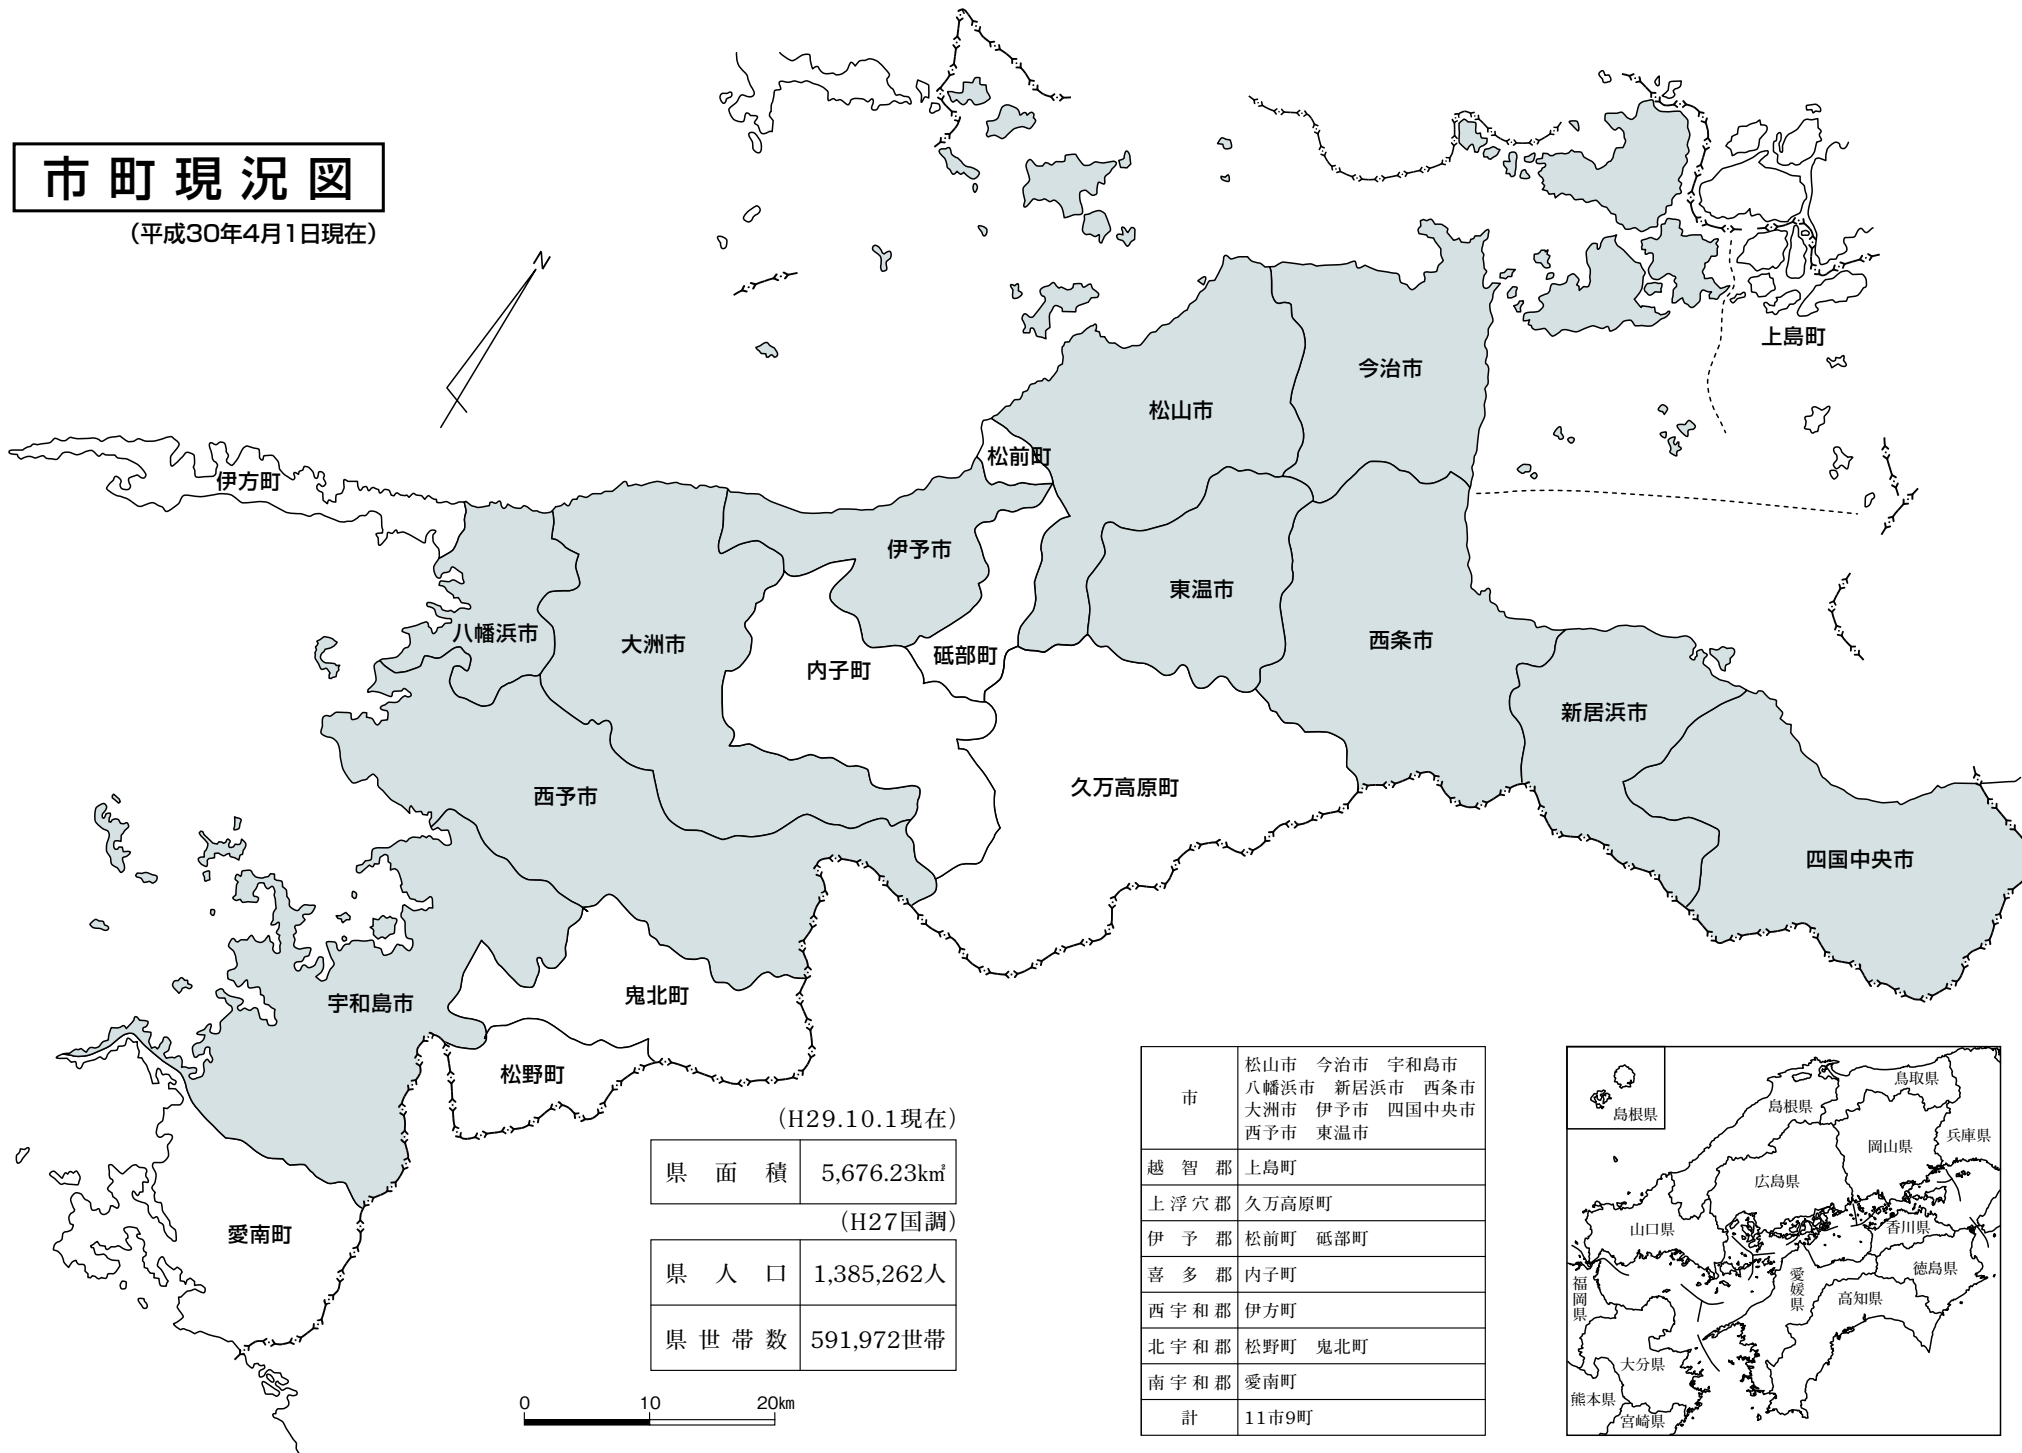 市町現況図
(平成30年4月1日現在)
N
上島町
今治市
松山市
松前町
伊方町
伊予市
東温市
八幡浜市
大洲市
西条市
砥部町
内子町
新居浜市
久万高原町
西予市
四国中央市
鬼北町
宇和島市
松野町
愛南町
(H29.10.1現在)
県面積 5,676.23km²
(H27国調)
県人口 1,385,262人
県世帯数 591,972世帯
0 10 20km
市 松山市 今治市 宇和島市
八幡浜市 新居浜市 西条市
大洲市 伊予市 四国中央市
西予市 東温市
越智郡 上島町
上浮穴郡 久万高原町
伊予郡 松前町 砥部町
喜多郡 内子町
西宇和郡 伊方町
北宇和郡 松野町 鬼北町
南宇和郡 愛南町
計 11市9町
島根県
鳥取県
島根県
岡山県
兵庫県
広島県
山口県
香川県
徳島県
愛媛県
高知県
福岡県
大分県
熊本県
宮崎県